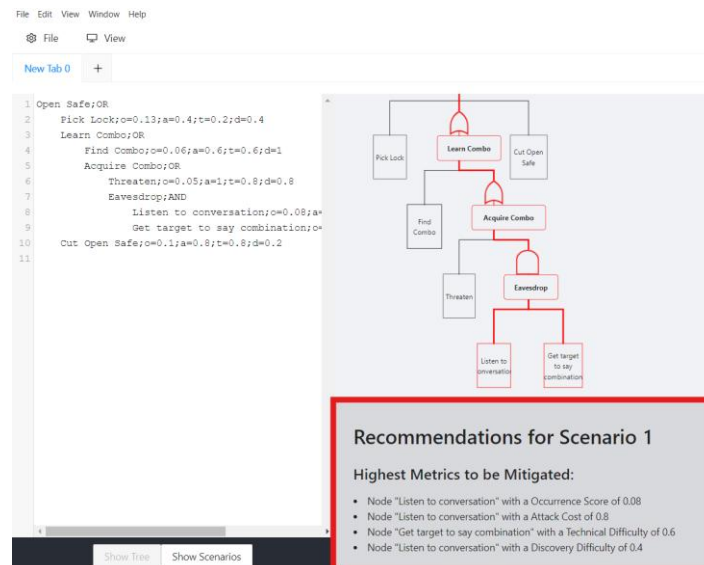 File Edit View Window Help
File View
New Tab 0 +
1 Open Safe;OR
2 Pick Lock;o=0.13;a=0.4;t=0.2;d=0.4
3 Learn Combo;OR
4 Find Combo;o=0.06;a=0.6;t=0.6;d=1
5 Acquire Combo;OR
6 Threaten;o=0.05;a=1;t=0.8;d=0.8
7 Eavesdrop;AND
8 Listen to conversation;o=0.08;a=
9 Get target to say combination;o=
10 Cut Open Safe;o=0.1;a=0.8;t=0.8;d=0.2
11
Pick Lock
Learn Combo
Cut Open
Safe
Find
Combo
Acquire Combo
Threaten
Eavesdrop
Listen to
onversatior
Get target
to say
combination
Recommendations for Scenario 1
Highest Metrics to be Mitigated:
• Node "Listen to conversation" with a Occurrence Score of 0.08
• Node "Listen to conversation" with a Attack Cost of 0.8
• Node "Get target to say combination" with a Technical Difficulty of 0.6
• Node "Listen to conversation" with a Discovery Difficulty of 0.4
Show Tree Show Scenarios